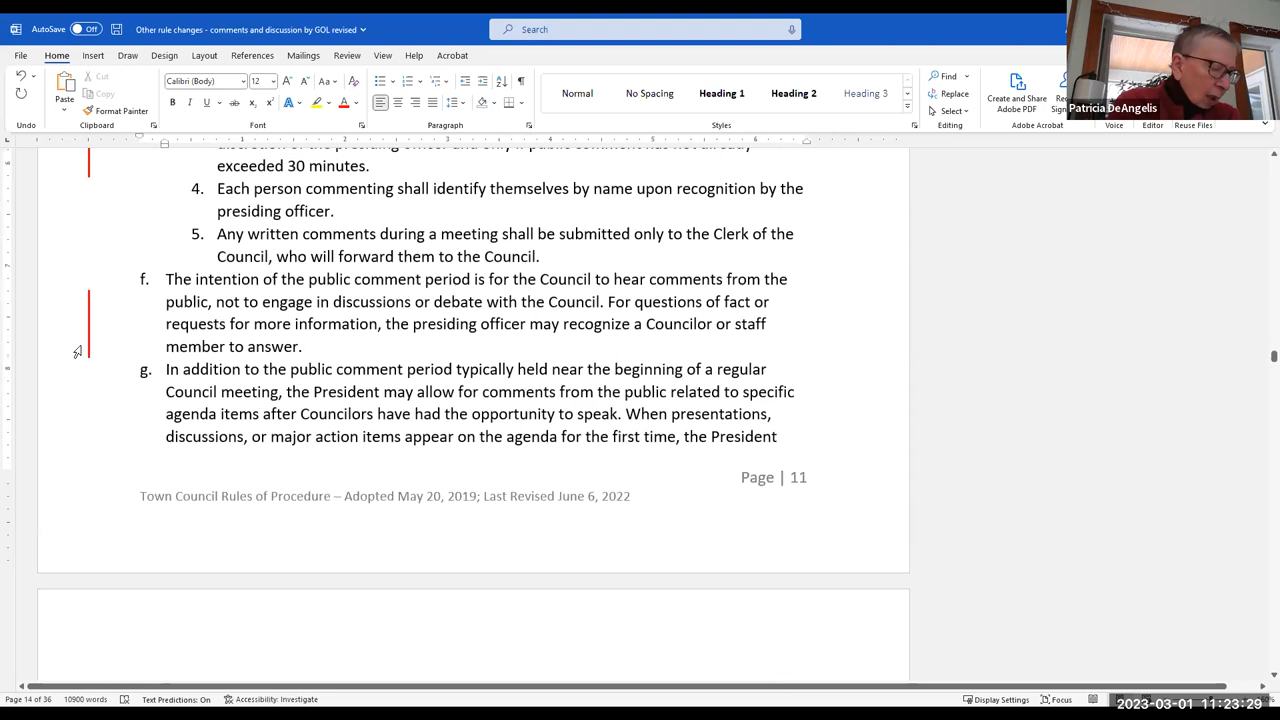 AutoSave Off Other rule changes - comments and discussion by GOL revised Search
File Home Insert Draw Design Layout References Mailings Review View Help Acrobat
Paste Cut Copy Format Painter
Calibri (Body) 12
Normal No Spacing Heading 1 Heading 2 Heading 3
Find Replace Select
Create and Share Adobe PDF
Patricia DeAngelis
Undo Clipboard Font Paragraph Styles Editing Adobe Acrobat Voice Editor Reuse Files
exceeded 30 minutes.
4. Each person commenting shall identify themselves by name upon recognition by the
presiding officer.
5. Any written comments during a meeting shall be submitted only to the Clerk of the
Council, who will forward them to the Council.
f. The intention of the public comment period is for the Council to hear comments from the
public, not to engage in discussions or debate with the Council. For questions of fact or
requests for more information, the presiding officer may recognize a Councilor or staff
member to answer.
g. In addition to the public comment period typically held near the beginning of a regular
Council meeting, the President may allow for comments from the public related to specific
agenda items after Councilors have had the opportunity to speak. When presentations,
discussions, or major action items appear on the agenda for the first time, the President
Page | 11
Town Council Rules of Procedure – Adopted May 20, 2019; Last Revised June 6, 2022
Page 14 of 36 10900 words Text Predictions: On Accessibility: Investigate Display Settings Focus
2023-03-01 11:23:29